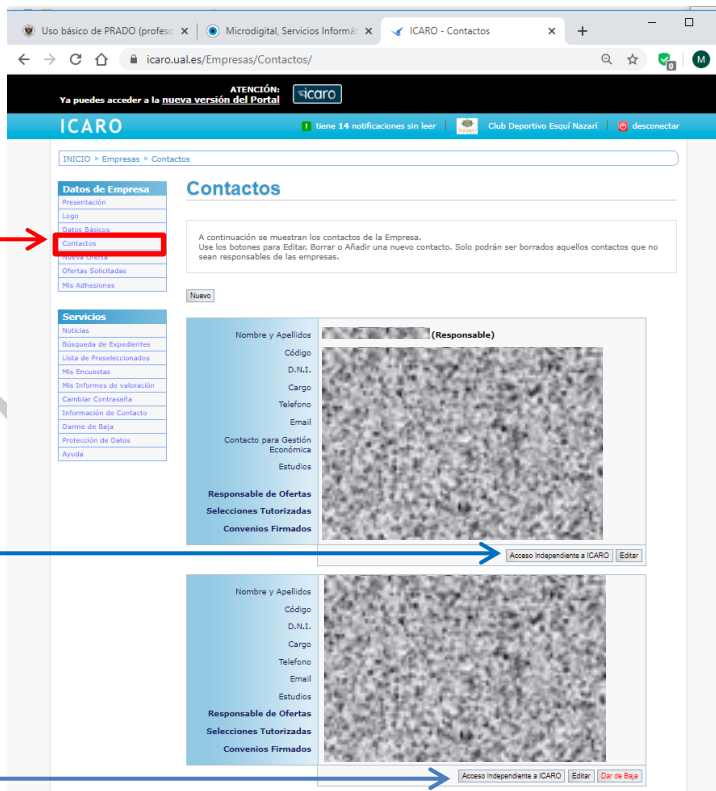 Uso básico de PRADO (profeso
Microdigital, Servicios Informát
ICARO - Contactos
icaro.ual.es/Empresas/Contactos/
M
ATENCIÓN:
Ya puedes acceder a la nueva versión del Portal
icaro
ICARO
tiene 14 notificaciones sin leer
Club Deportivo Esquí Nazarí
desconectar
INICIO > Empresas > Contactos
Datos de Empresa
Presentación
Logo
Datos Básicos
Contactos
Nueva Oferta
Ofertas Solicitadas
Mis Adhesiones
Servicios
Noticias
Búsqueda de Expedientes
Lista de Preseleccionados
Mis Encuestas
Mis Informes de valoración
Cambiar Contraseña
Información de Contacto
Darme de Baja
Protección de Datos
Ayuda
Contactos
A continuación se muestran los contactos de la Empresa.
Use los botones para Editar, Borrar o Añadir una nuevo contacto. Solo podrán ser borrados aquellos contactos que no
sean responsables de las empresas.
Nuevo
Nombre y Apellidos (Responsable)
Código
D.N.I.
Cargo
Telefono
Email
Contacto para Gestión
Económica
Estudios
Responsable de Ofertas
Selecciones Tutorizadas
Convenios Firmados
Acceso Independiente a ICARO Editar
Nombre y Apellidos
Código
D.N.I.
Cargo
Telefono
Email
Estudios
Responsable de Ofertas
Selecciones Tutorizadas
Convenios Firmados
Acceso Independiente a ICARO Editar Dar de Baja